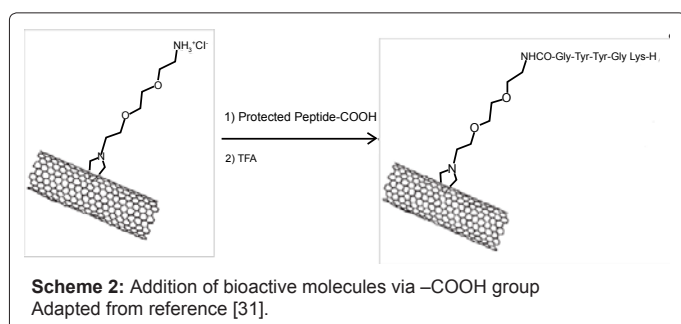 NH₃⁺Cl⁻
O
O
N
1) Protected Peptide-COOH
2) TFA
NHCO-Gly-Tyr-Tyr-Gly Lys-H
O
O
N
Scheme 2: Addition of bioactive molecules via –COOH group
Adapted from reference [31].